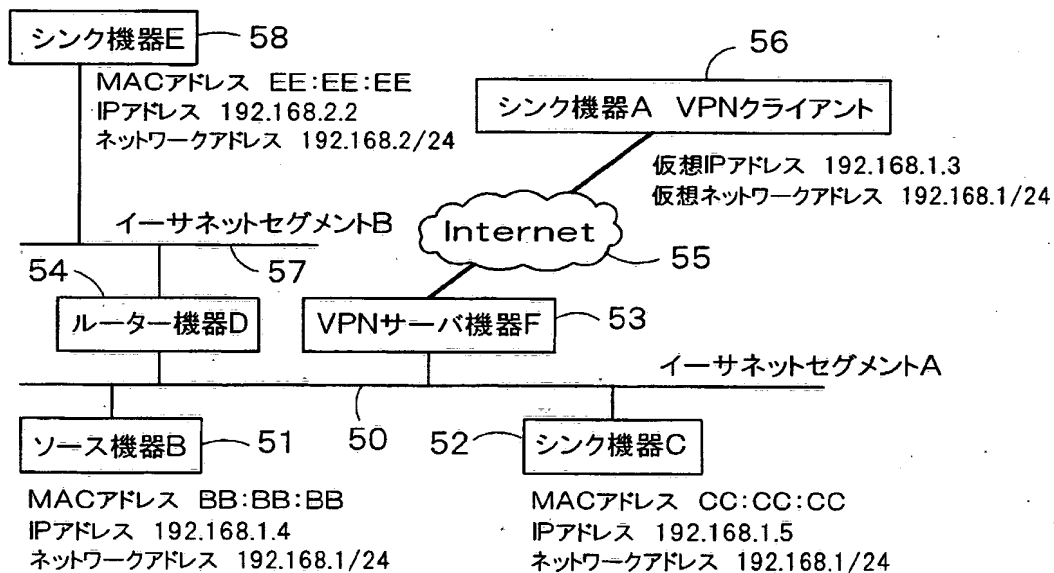 シンク機器E
58
MACアドレス EE:EE:EE
IPアドレス 192.168.2.2
ネットワークアドレス 192.168.2/24
56
シンク機器A VPNクライアント
仮想IPアドレス 192.168.1.3
仮想ネットワークアドレス 192.168.1/24
イーサネットセグメントB
Internet
57
55
54
ルーター機器D
VPNサーバ機器F
53
イーサネットセグメントA
ソース機器B
51
50
52
シンク機器C
MACアドレス BB:BB:BB
IPアドレス 192.168.1.4
ネットワークアドレス 192.168.1/24
MACアドレス CC:CC:CC
IPアドレス 192.168.1.5
ネットワークアドレス 192.168.1/24